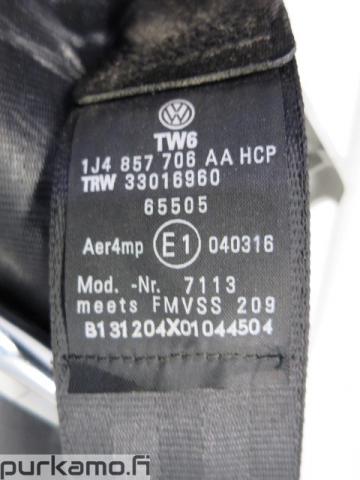 TW6
1J4 857 706 AA HCP
TRW 33016960
65505
Aer4mp E1 040316
Mod. -Nr. 7113
meets FMVSS 209
B131204X01044504
purkamo.fi